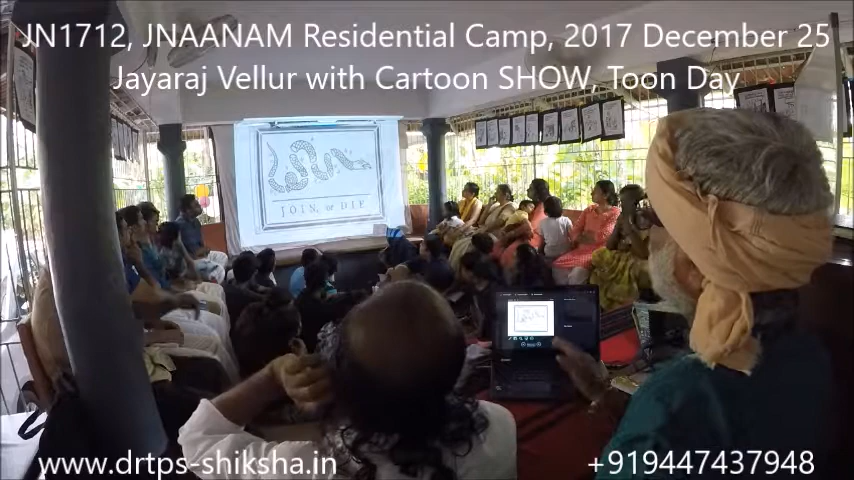 JN1712, JNAANAM Residential Camp, 2017 December 25
Jayaraj Vellur with Cartoon SHOW, Toon Day
JOIN, or DIE
www.drtps-shiksha.in
+919447437948